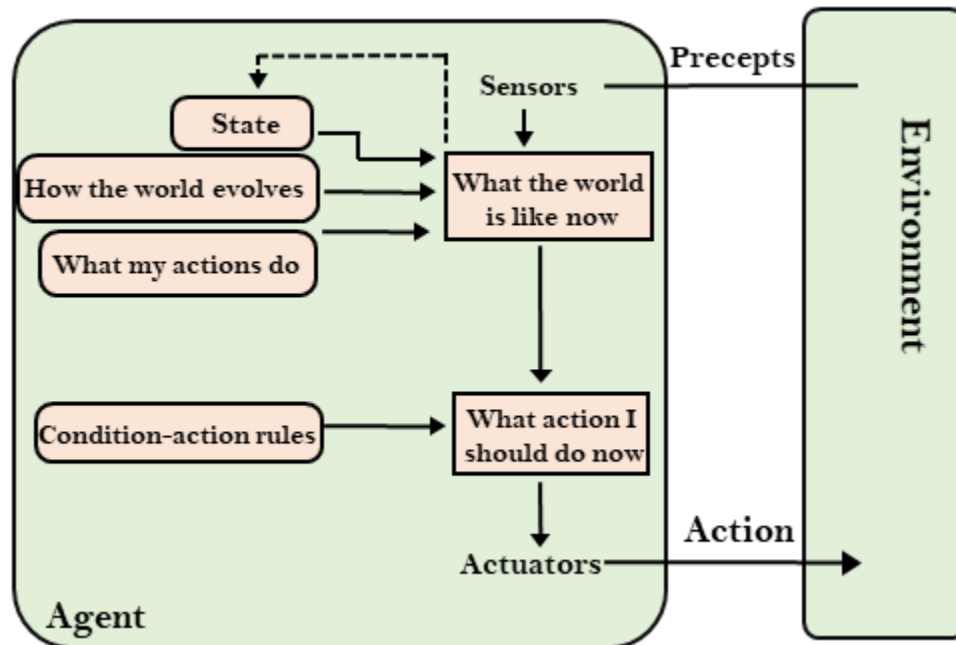 Precepts
Sensors
State
How the world evolves
What the world
is like now
What my actions do
Environment
Condition-action rules
What action I
should do now
Action
Actuators
Agent